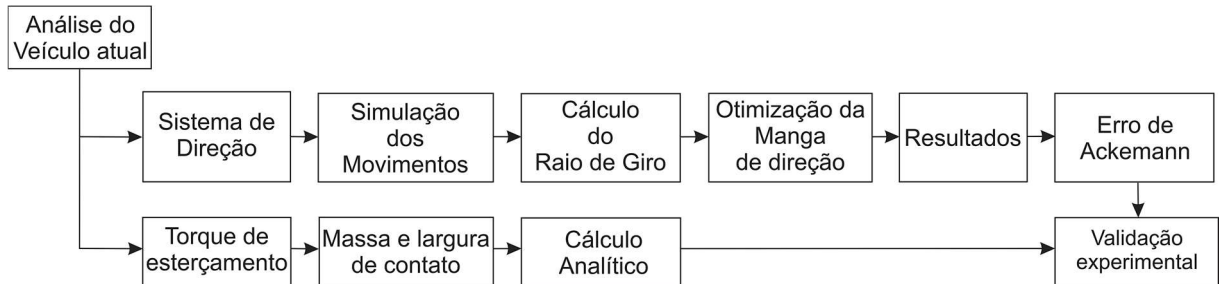 Análise do
Veículo atual
Sistema de
Direção
Simulação
dos
Movimentos
Cálculo
do
Raio de Giro
Otimização da
Manga
de direção
Resultados
Erro de
Ackemann
Torque de
esterçamento
Massa e largura
de contato
Cálculo
Analítico
Validação
experimental